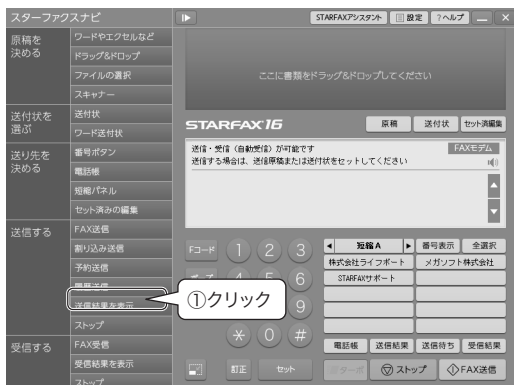 スターファクスナビ
STARFAXアシスタント 設定 ?ヘルプ
原稿を決める
ワードやエクセルなど
ドラッグ&ドロップ
ファイルの選択
スキャナー
送付状を選ぶ
送付状
ワード送付状
送り先を決める
番号ボタン
電話帳
短縮パネル
セット済みの編集
送信する
FAX送信
割り込み送信
予約送信
送信結果を表示
ストップ
受信する
FAX受信
受信結果を表示
ストップ
ここに書類をドラッグ&ドロップしてください
STARFAX'16
原稿 送付状 セット済編集
送信・受信(自動受信)が可能です
FAXモデム
送信する場合は、送信原稿または送付状をセットしてください
Fコード 1 2 3
6
9
* 0 #
訂正 セット
短縮A 番号表示 全選択
株式会社ライフボート メガソフト株式会社
STARFAXサポート
電話帳 送信結果 送信待ち 受信結果
ストップ FAX送信
①クリック